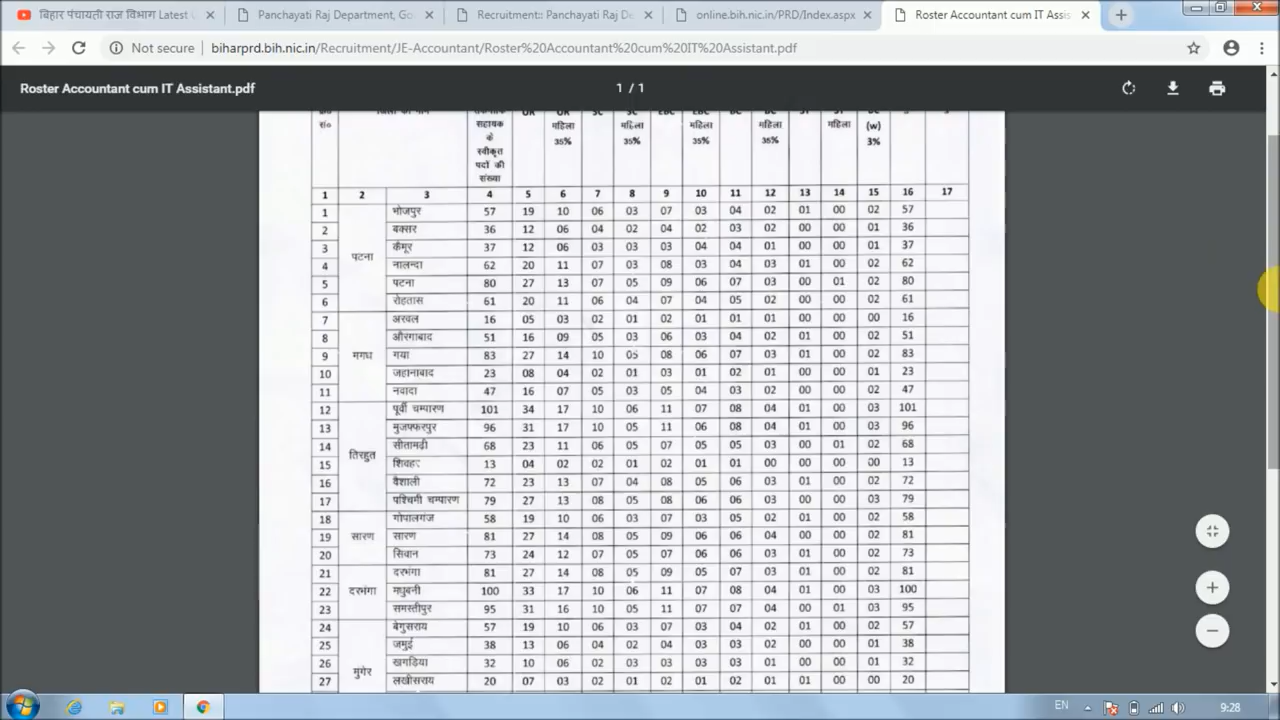 बिहार पंचायती राज विभाग Latest
Panchayati Raj Department, Go
Recruitment:: Panchayati Raj De
online.bih.nic.in/PRD/Index.aspx
Roster Accountant cum IT Assis
Not secure
biharprd.bih.nic.in/Recruitment/JE-Accountant/Roster%20Accountant%20cum%20IT%20Assistant.pdf
Roster Accountant cum IT Assistant.pdf
1 / 1
सं०
सहायक के स्वीकृत पदों की संख्या
महिला 35%
महिला 35%
महिला 35%
महिला 35%
महिला
(w) 3%
1 2 3 4 5 6 7 8 9 10 11 12 13 14 15 16 17
1 भोजपुर 57 19 10 06 03 07 03 04 02 01 00 02 57
2 बक्सर 36 12 06 04 02 04 02 03 02 00 00 01 36
3 कैमूर 37 12 06 03 03 03 04 04 01 00 00 01 37
पटना
4 नालन्दा 62 20 11 07 03 08 03 04 03 01 00 02 62
5 पटना 80 27 13 07 05 09 06 07 03 00 01 02 80
6 रोहतास 61 20 11 06 04 07 04 05 02 00 00 02 61
7 अरवल 16 05 03 02 01 02 01 01 01 00 00 00 16
8 औरंगाबाद 51 16 09 05 03 06 03 04 02 01 00 02 51
9 मगध गया 83 27 14 10 05 08 06 07 03 01 00 02 83
10 जहानाबाद 23 08 04 02 01 03 01 02 01 00 00 01 23
11 नवादा 47 16 07 05 03 05 04 03 02 00 00 02 47
12 पूर्वी चम्पारण 101 34 17 10 06 11 07 08 04 01 00 03 101
13 मुजफ्फरपुर 96 31 17 10 05 11 06 08 04 01 00 03 96
14 सीतामढ़ी 68 23 11 06 05 07 05 05 03 00 01 02 68
तिरहुत
15 शिवहर 13 04 02 02 01 02 01 01 00 00 00 00 13
16 वैशाली 72 23 13 07 04 08 05 06 03 01 00 02 72
17 पश्चिमी चम्पारण 79 27 13 08 05 08 06 06 03 00 00 03 79
18 गोपालगंज 58 19 10 06 03 07 03 05 02 01 00 02 58
19 सारण सारण 81 27 14 08 05 09 06 06 04 00 00 02 81
20 सिवान 73 24 12 07 05 07 06 06 03 01 00 02 73
21 दरभंगा 81 27 14 08 05 09 05 07 03 01 00 02 81
22 दरभंगा मधुबनी 100 33 17 10 06 11 07 08 04 01 00 03 100
23 समस्तीपुर 95 31 16 10 05 11 07 07 04 00 01 03 95
24 बेगुसराय 57 19 10 06 03 07 03 04 02 01 00 02 57
25 जमुई 38 13 06 04 02 04 03 03 02 00 00 01 38
26 खगड़िया 32 10 06 02 03 03 03 03 01 00 00 01 32
मुंगेर
27 लखीसराय 20 07 03 02 01 02 01 02 01 01 00 00 20
EN
9:28